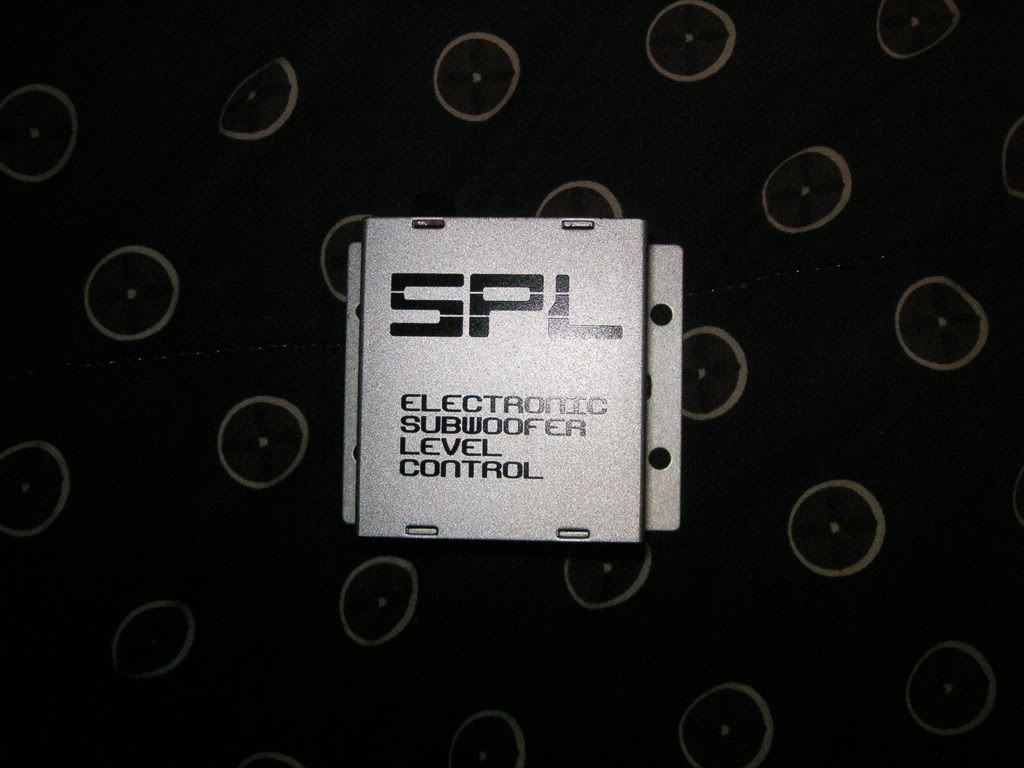 SPL
ELECTRONIC
SUBWOOFER
LEVEL
CONTROL